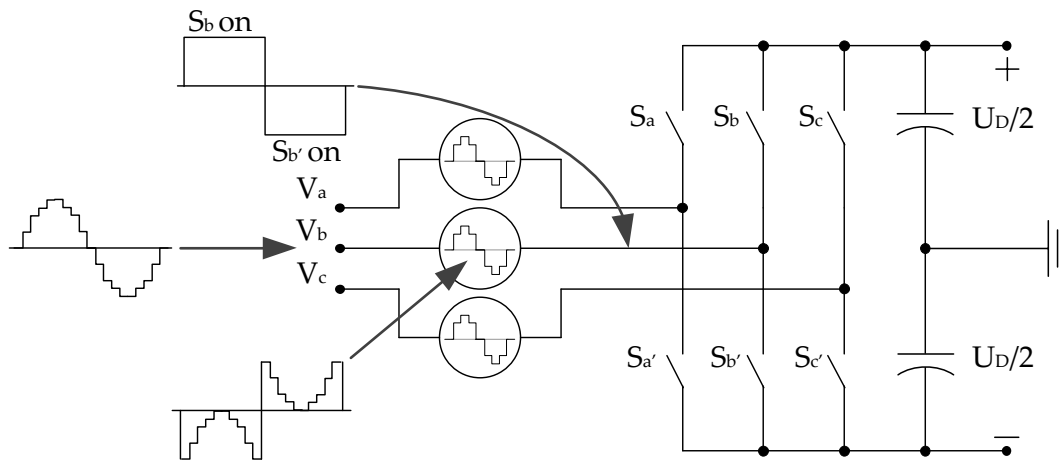 Sb on
Sb' on
Va
Vb
Vc
Sa
Sb
Sc
UD/2
+
Sa'
Sb'
Sc'
UD/2
−